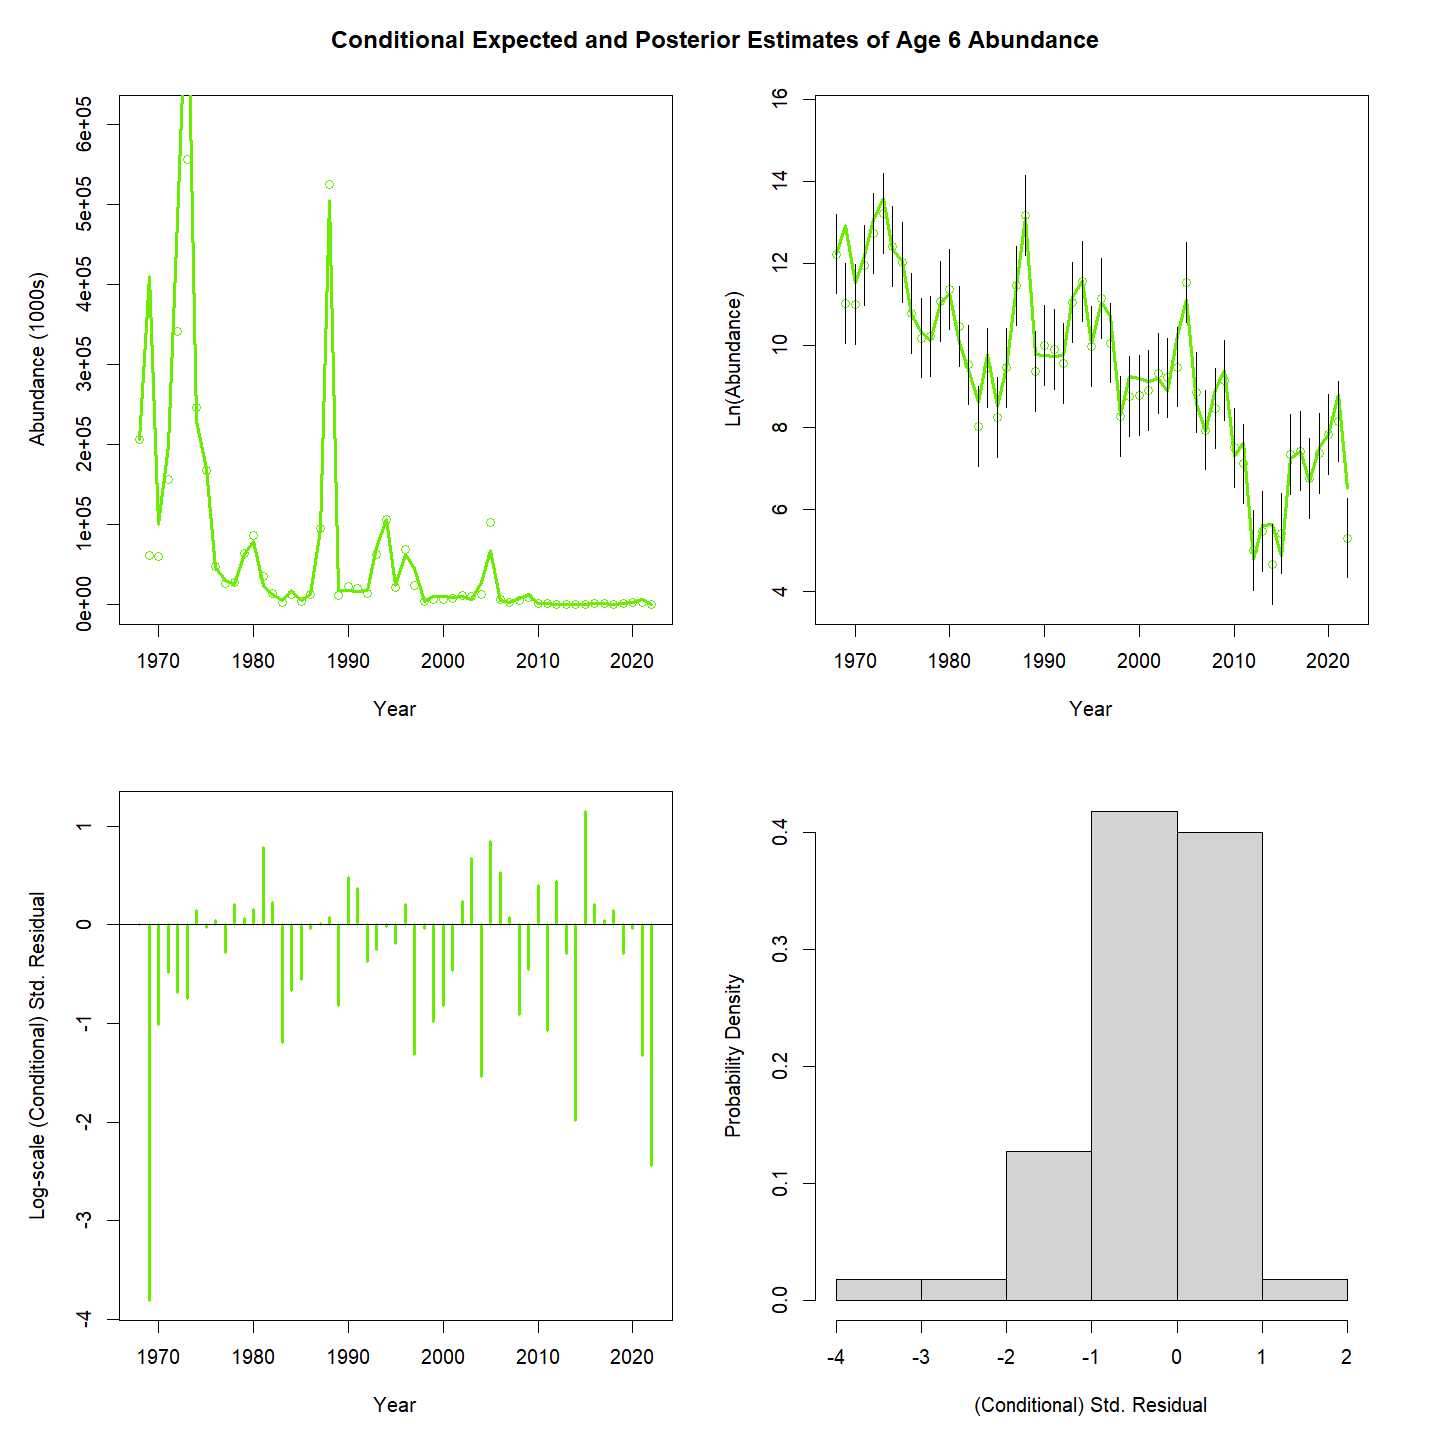 Conditional Expected and Posterior Estimates of Age 6 Abundance
Abundance (1000s)
0e+00 1e+05 2e+05 3e+05 4e+05 5e+05 6e+05
1970 1980 1990 2000 2010 2020
Year
Ln(Abundance)
4 6 8 10 12 14 16
1970 1980 1990 2000 2010 2020
Year
Log-scale (Conditional) Std. Residual
-4 -3 -2 -1 0 1
1970 1980 1990 2000 2010 2020
Year
Probability Density
0.0 0.1 0.2 0.3 0.4
-4 -3 -2 -1 0 1 2
(Conditional) Std. Residual